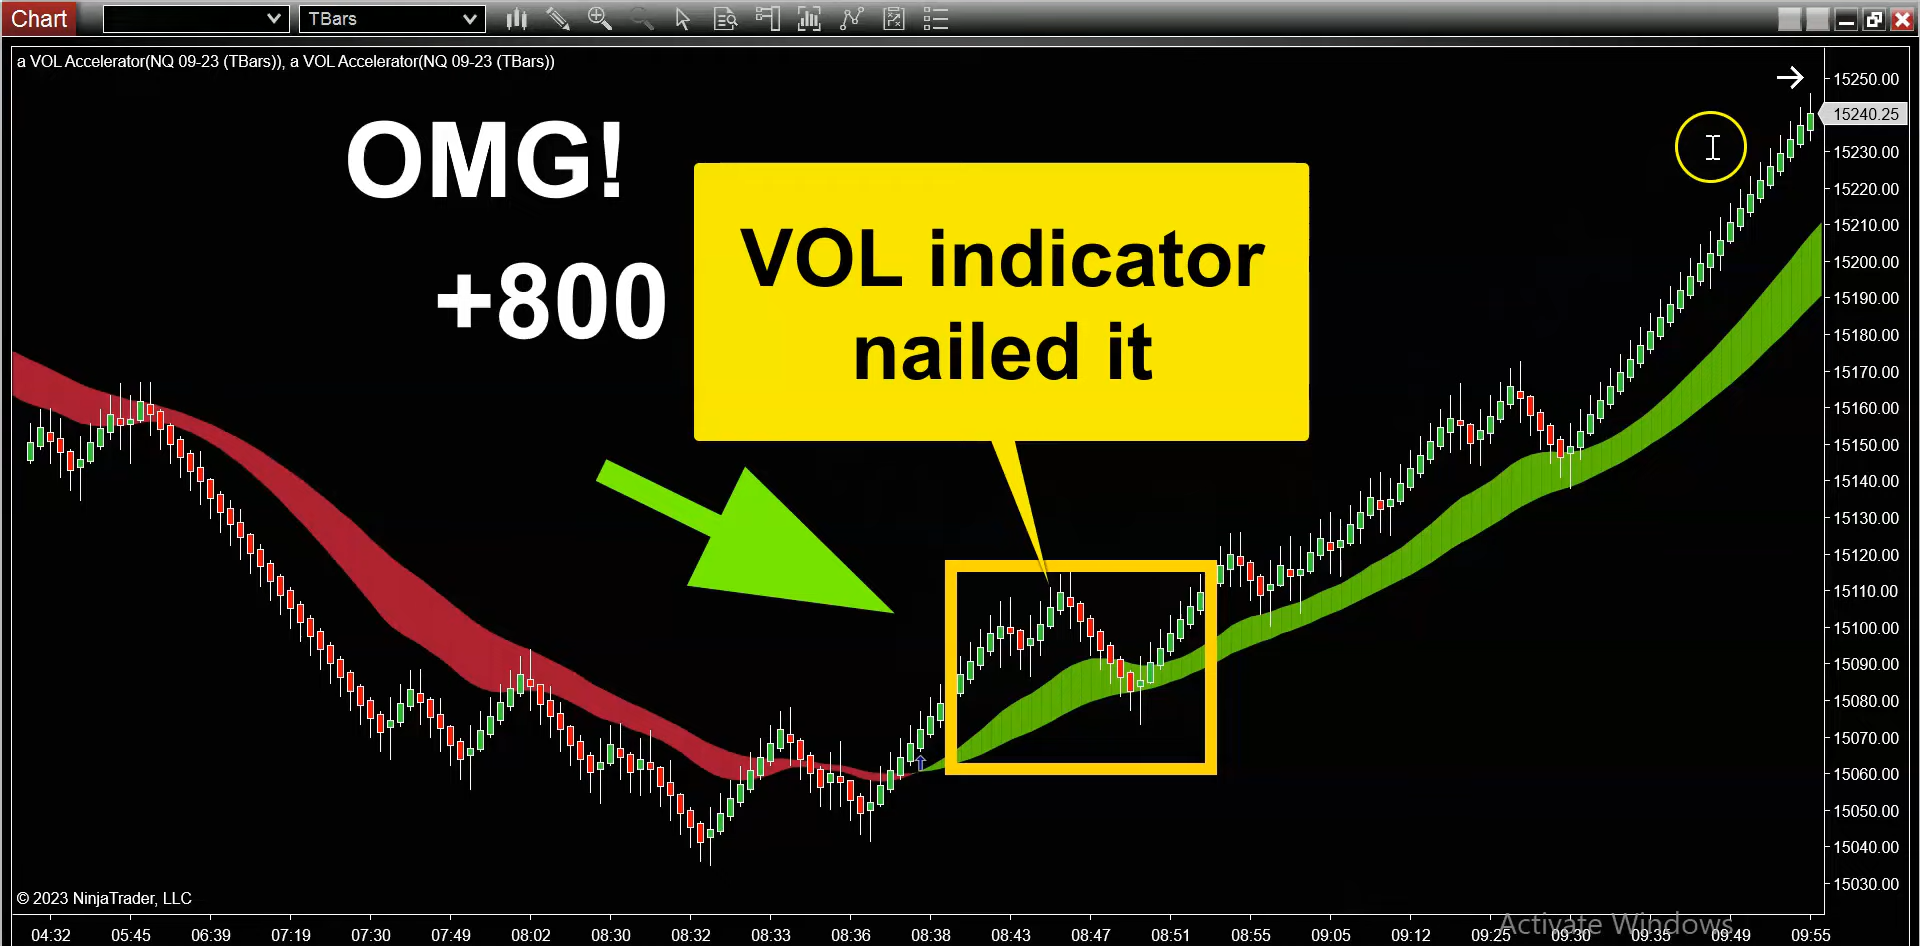 Chart
TBars
a VOL Accelerator(NQ 09-23 (TBars)), a VOL Accelerator(NQ 09-23 (TBars))
OMG!
+800
VOL indicator
nailed it
15250.00
15240.25
15230.00
15220.00
15210.00
15200.00
15190.00
15180.00
15170.00
15160.00
15150.00
15140.00
15130.00
15120.00
15110.00
15100.00
15090.00
15080.00
15070.00
15060.00
15050.00
15040.00
15030.00
© 2023 NinjaTrader, LLC
Activate Windows
04:32 05:45 06:39 07:19 07:30 07:49 08:02 08:30 08:32 08:33 08:36 08:38 08:43 08:47 08:51 08:55 09:05 09:12 09:25 09:30 09:35 09:49 09:55